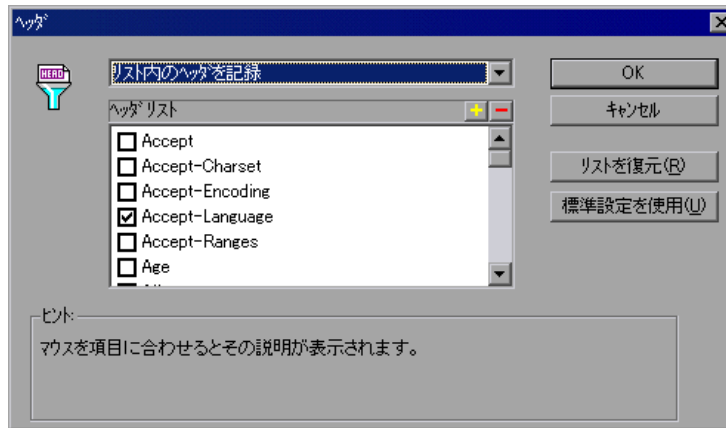 ヘッダ
HEAD
リスト内のヘッダを記録
OK
ヘッダ リスト
キャンセル
Accept
Accept-Charset
リストを復元(R)
Accept-Encoding
Accept-Language
標準設定を使用(U)
Accept-Ranges
Age
ヒント:
マウスを項目に合わせるとその説明が表示されます。